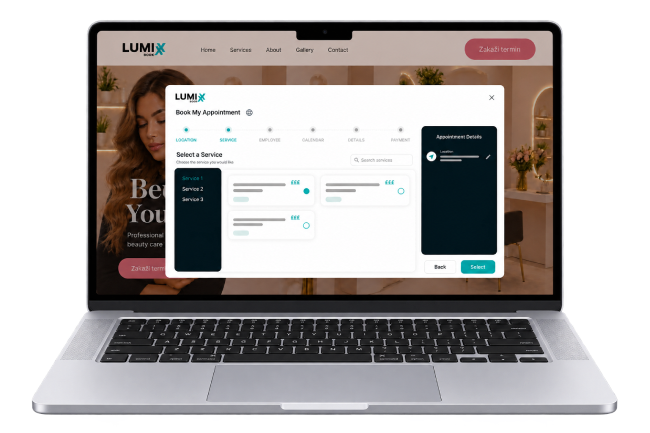 LUMIX
BOOK
Home Services About Gallery Contact
Zakaži termin
LUMIX
BOOK
Book My Appointment
LOCATION SERVICE EMPLOYEE CALENDAR DETAILS PAYMENT
Select a Service
Choose the service you would like
Search services
Service 1
Service 2
Service 3
£££
£££
£££
Appointment Details
Location
Back Select
Be
You
Professional
beauty care
Zakaži term